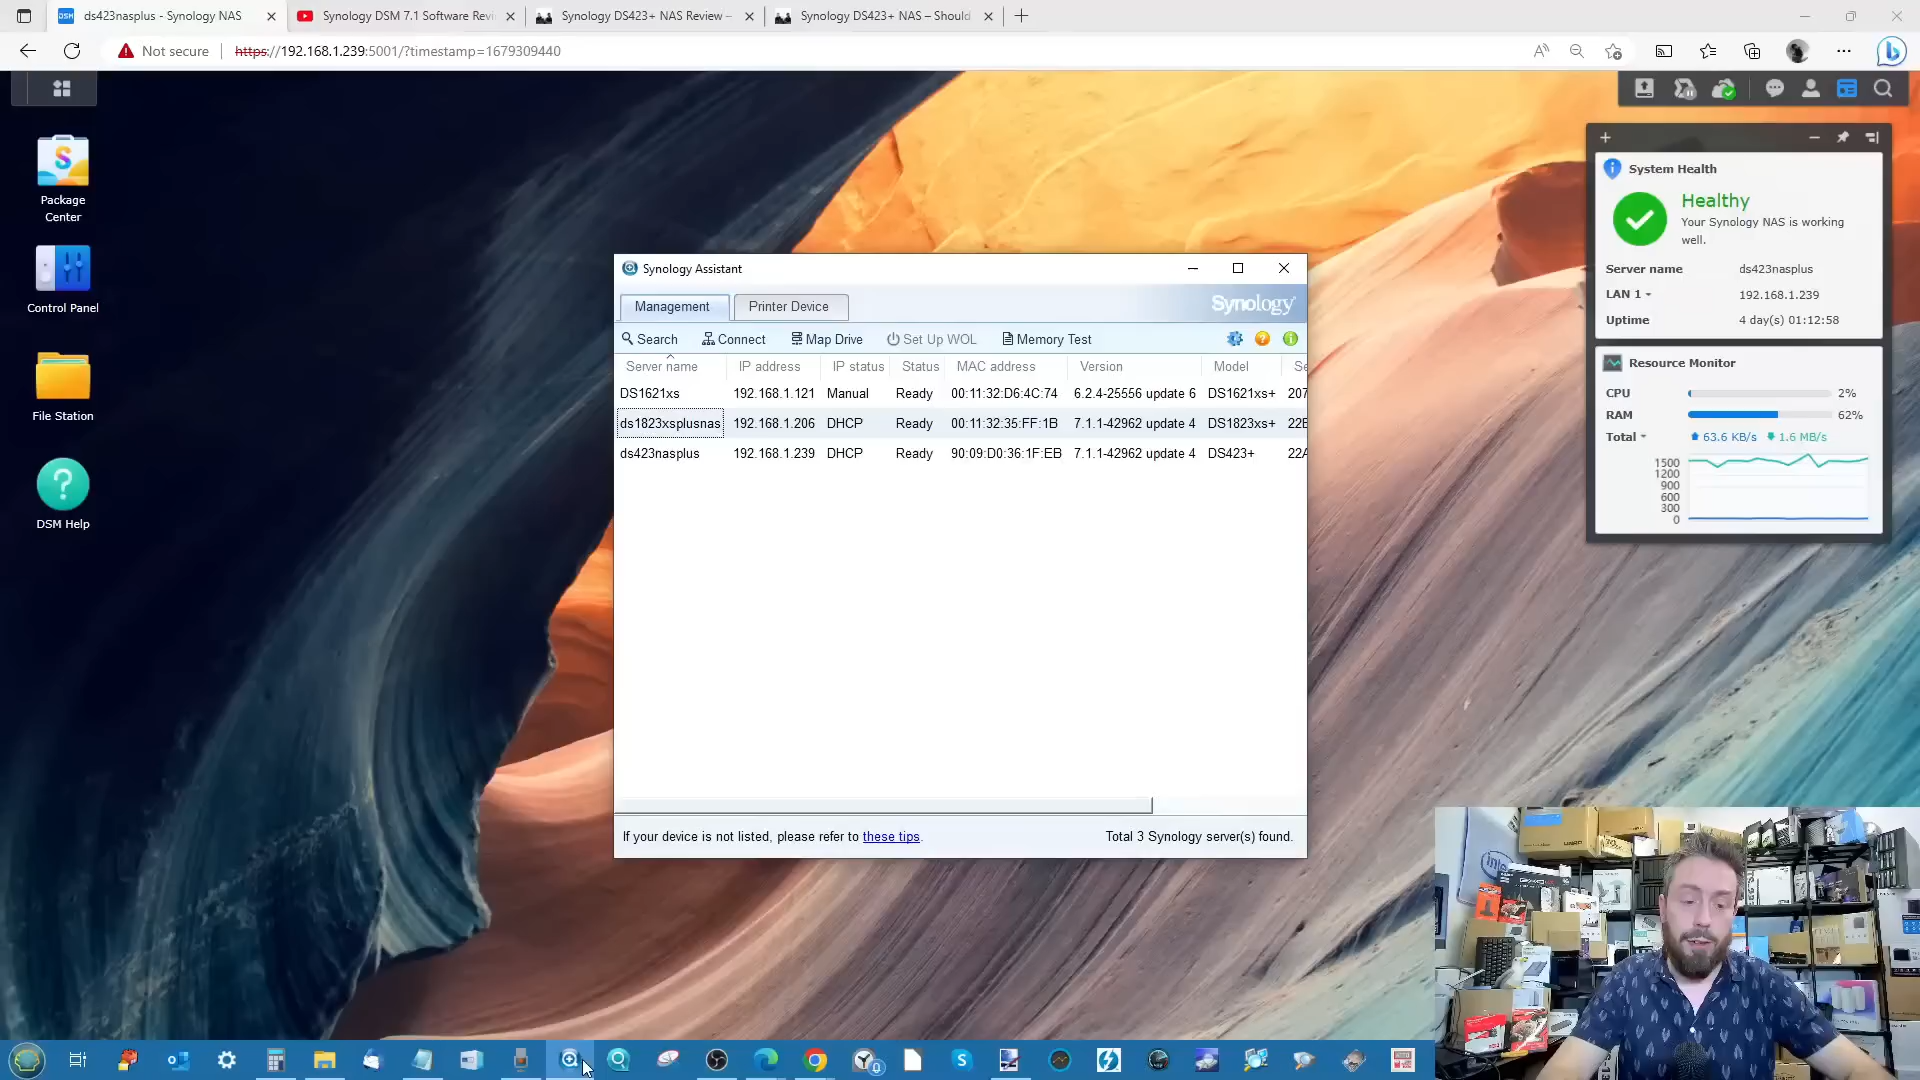 ds423nasplus - Synology NAS
Synology DSM 7.1 Software Revi
Synology DS423+ NAS Review –
Synology DS423+ NAS – Should
Not secure
https://192.168.1.239:5001/?timestamp=1679309440
Package
Center
Control Panel
File Station
DSM Help
Synology Assistant
Management
Printer Device
Synology
Search
Connect
Map Drive
Set Up WOL
Memory Test
Server name IP address IP status Status MAC address Version Model Se
DS1621xs 192.168.1.121 Manual Ready 00:11:32:D6:4C:74 6.2.4-25556 update 6 DS1621xs+ 207
ds1823xsplusnas 192.168.1.206 DHCP Ready 00:11:32:35:FF:1B 7.1.1-42962 update 4 DS1823xs+ 22E
ds423nasplus 192.168.1.239 DHCP Ready 90:09:D0:36:1F:EB 7.1.1-42962 update 4 DS423+ 22A
If your device is not listed, please refer to these tips.
Total 3 Synology server(s) found.
System Health
Healthy
Your Synology NAS is working
well.
Server name ds423nasplus
LAN 1 192.168.1.239
Uptime 4 day(s) 01:12:58
Resource Monitor
CPU 2%
RAM 62%
Total 63.6 KB/s 1.6 MB/s
1500
1200
900
600
300
0
intel